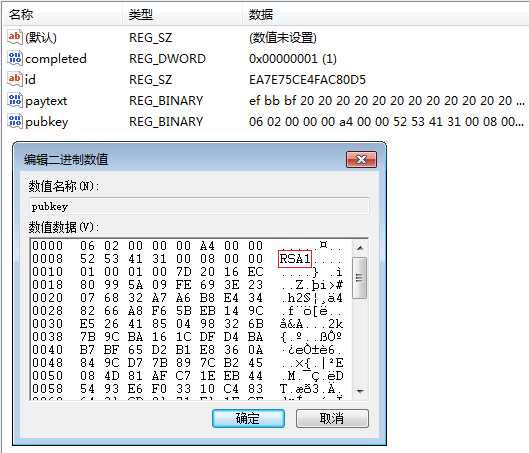 名称 类型 数据
(默认) REG_SZ (数值未设置)
completed REG_DWORD 0x00000001 (1)
id REG_SZ EA7E75CE4FAC80D5
paytext REG_BINARY ef bb bf 20 20 20 20 20 20 20 20 20 20 20 20 ...
pubkey REG_BINARY 06 02 00 00 00 a4 00 00 52 53 41 31 00 08 00...
编辑二进制数值
数值名称(N):
pubkey
数值数据(V):
0000 06 02 00 00 00 A4 00 00 .....¤..
0008 52 53 41 31 00 08 00 00 RSA1....
0010 01 00 01 00 7D 20 16 EC ....} .ì
0018 80 99 5A 09 FE 69 3E 23 ..Z.þi>#
0020 07 68 32 A7 A6 B8 E4 34 .h2§¦¸ä4
0028 82 66 A8 F6 5B EB 14 9C .f¨ö[ë..
0030 E5 26 41 85 04 98 32 6B å&A...2k
0038 7B 9C BA 16 1C DF D4 BA {.º..ßÔº
0040 B7 BF 65 D2 B1 E8 36 0A ·¿eÒ±è6.
0048 84 9C D7 7B 89 7C B2 45 ..×{.|²E
0050 08 4D 81 AF C7 1E EB 44 .M.¯Ç.ëD
0058 54 93 E6 F0 33 10 C4 83 T.æð3.Ä.
确定 取消